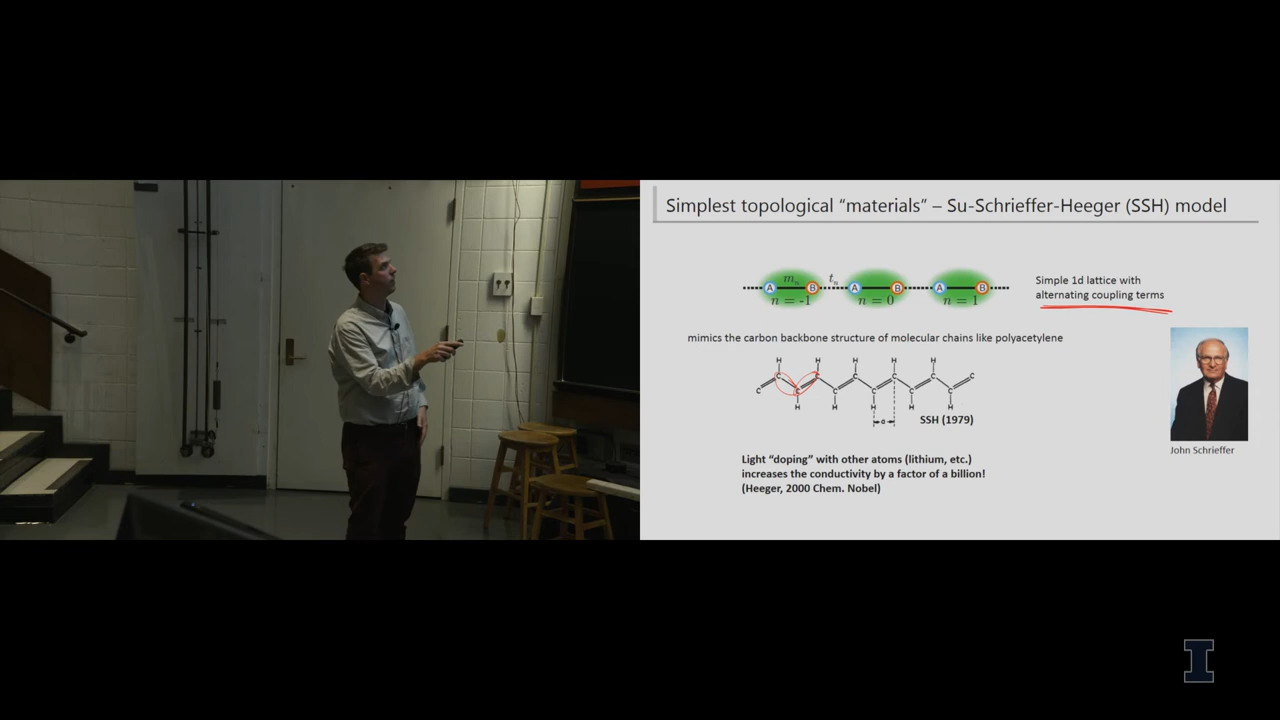 Simplest topological “materials” – Su-Schrieffer-Heeger (SSH) model
m_n t_n
A B A B A B
n = -1 n = 0 n = 1
Simple 1d lattice with
alternating coupling terms
mimics the carbon backbone structure of molecular chains like polyacetylene
H H H H H
C C C C C C C C C C C C
H H H H H
a
SSH (1979)
John Schrieffer
Light “doping” with other atoms (lithium, etc.)
increases the conductivity by a factor of a billion!
(Heeger, 2000 Chem. Nobel)
I